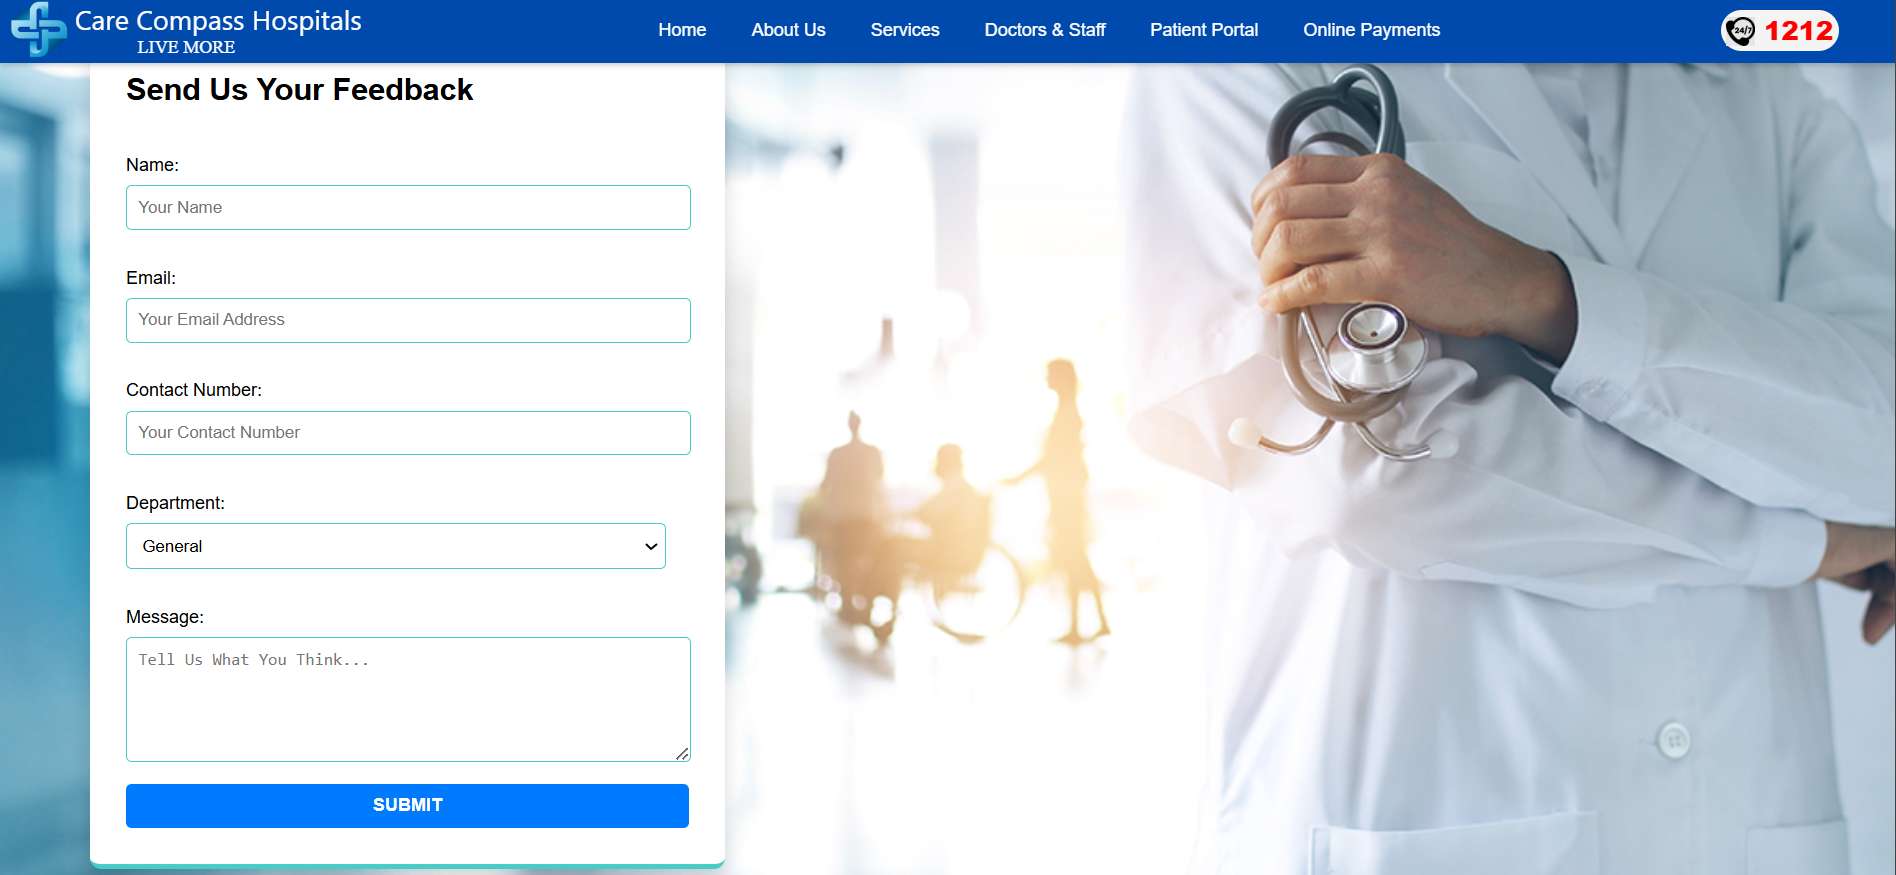 Care Compass Hospitals
LIVE MORE
Home
About Us
Services
Doctors & Staff
Patient Portal
Online Payments
24/7
1212
Send Us Your Feedback
Name:
Your Name
Email:
Your Email Address
Contact Number:
Your Contact Number
Department:
General
Message:
Tell Us What You Think...
SUBMIT